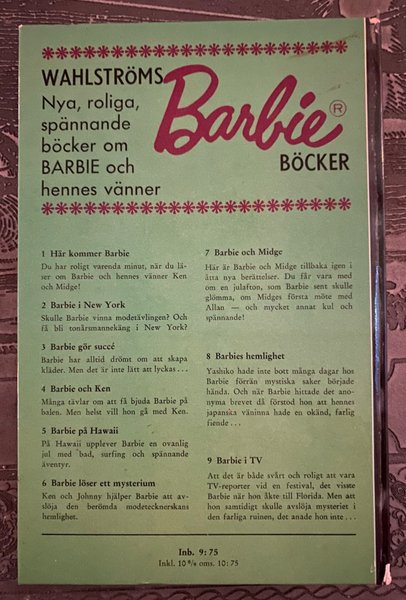 WAHLSTRÖMS
Nya, roliga,
spännande
böcker om
BARBIE och
hennes vänner
Barbie®
BÖCKER
1 Här kommer Barbie
Du har roligt varenda minut, när du lä-
ser om Barbie och hennes vänner Ken
och Midge!
2 Barbie i New York
Skulle Barbie vinna modetävlingen? Och
få bli tonårsmannekäng i New York?
3 Barbie gör succé
Barbie har alltid drömt om att skapa
kläder. Men det är inte lätt att lyckas . . .
4 Barbie och Ken
Många tävlar om att få bjuda Barbie på
balen. Men helst vill hon gå med Ken.
5 Barbie på Hawaii
På Hawaii upplever Barbie en ovanlig
jul med bad, surfing och spännande
äventyr.
6 Barbie löser ett mysterium
Ken och Johnny hjälper Barbie att av-
slöja den berömda modetecknerskans
hemlighet.
7 Barbie och Midge
Här är Barbie och Midge tillbaka igen i
åtta nya berättelser. Du får vara med
om en julafton, som Barbie sent skulle
glömma, om Midges första möte med
Allan — och mycket annat kul och
spännande!
8 Barbies hemlighet
Yashiko hade inte bott många dagar hos
Barbie förrän mystiska saker började
hända. Och när Barbie hittade det ano-
nyma brevet då förstod hon att hennes
japanska väninna hade en okänd, farlig
fiende . . .
9 Barbie i TV
Att det är både svårt och roligt att vara
TV-reporter vid en festival, det visste
Barbie när hon åkte till Florida. Men att
hon samtidigt skulle avslöja mysteriet i
den farliga ruinen, det anade hon inte . . .
Inb. 9:75
Inkl. 10 % oms. 10:75